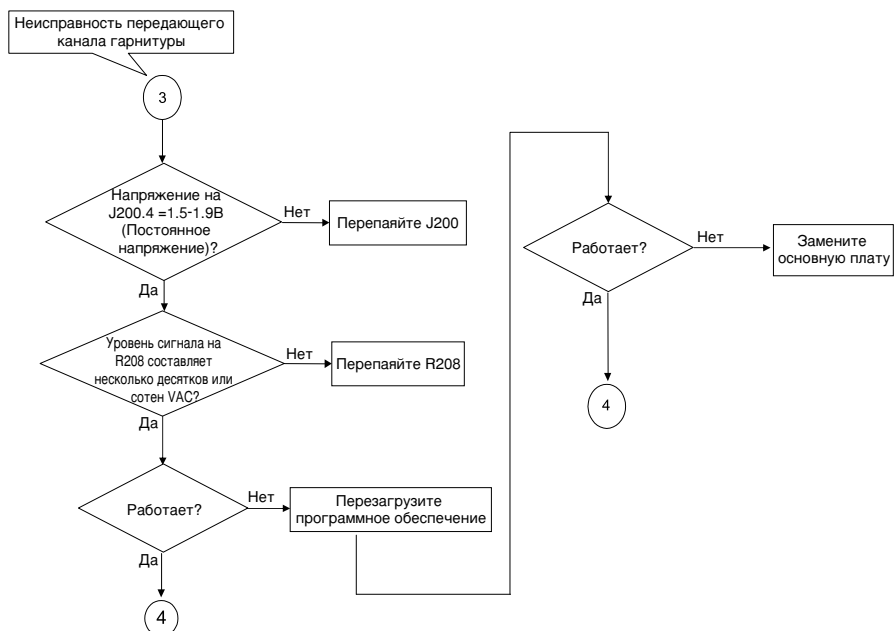 Неисправность передающего
канала гарнитуры
3
Напряжение на
J200.4 =1.5-1.9В
(Постоянное
напряжение)?
Нет
Перепаяйте J200
Да
Уровень сигнала на
R208 составляет
несколько десятков или
сотен VAC?
Нет
Перепаяйте R208
Да
Работает?
Нет
Перезагрузите
программное обеспечение
Да
4
Работает?
Нет
Замените
основную плату
Да
4